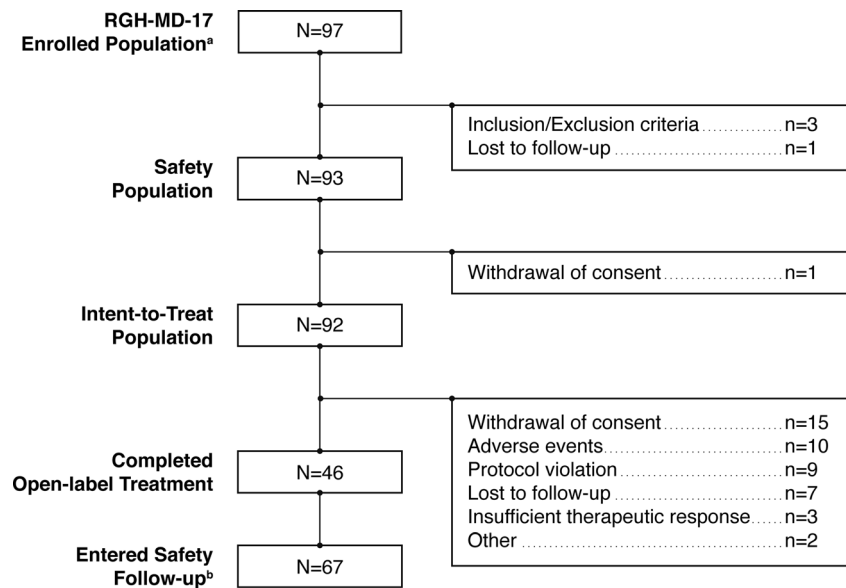 RGH-MD-17
Enrolled Populationᵃ
N=97
Inclusion/Exclusion criteria ............... n=3
Lost to follow-up ............................... n=1
Safety
Population
N=93
Withdrawal of consent ...................... n=1
Intent-to-Treat
Population
N=92
Withdrawal of consent ...................... n=15
Adverse events ................................. n=10
Protocol violation .............................. n=9
Lost to follow-up ............................... n=7
Insufficient therapeutic response ..... n=3
Other ................................................ n=2
Completed
Open-label Treatment
N=46
Entered Safety
Follow-upᵇ
N=67